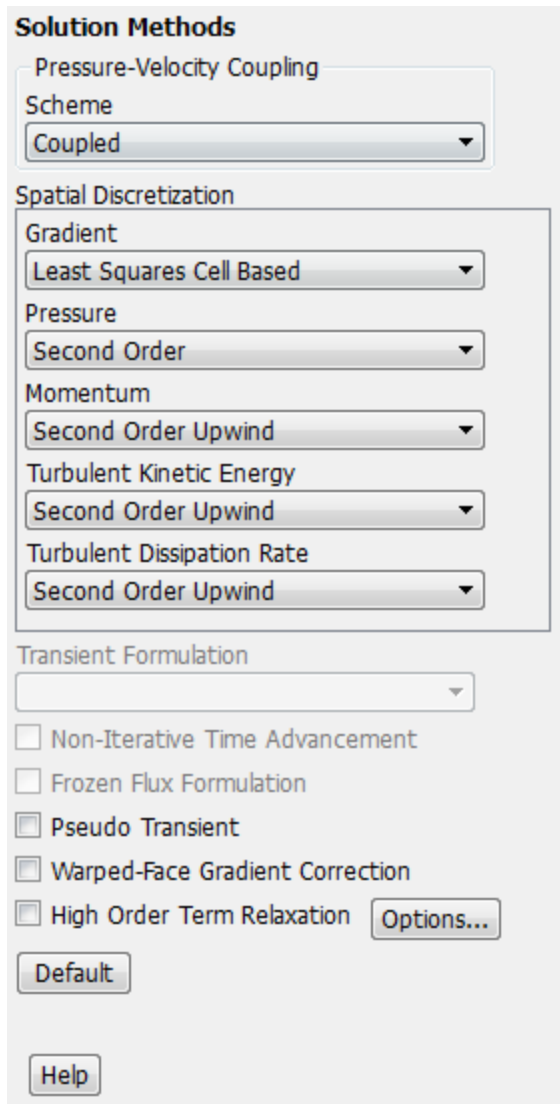 Solution Methods
Pressure-Velocity Coupling
Scheme
Coupled
Spatial Discretization
Gradient
Least Squares Cell Based
Pressure
Second Order
Momentum
Second Order Upwind
Turbulent Kinetic Energy
Second Order Upwind
Turbulent Dissipation Rate
Second Order Upwind
Transient Formulation
Non-Iterative Time Advancement
Frozen Flux Formulation
Pseudo Transient
Warped-Face Gradient Correction
High Order Term Relaxation Options...
Default
Help